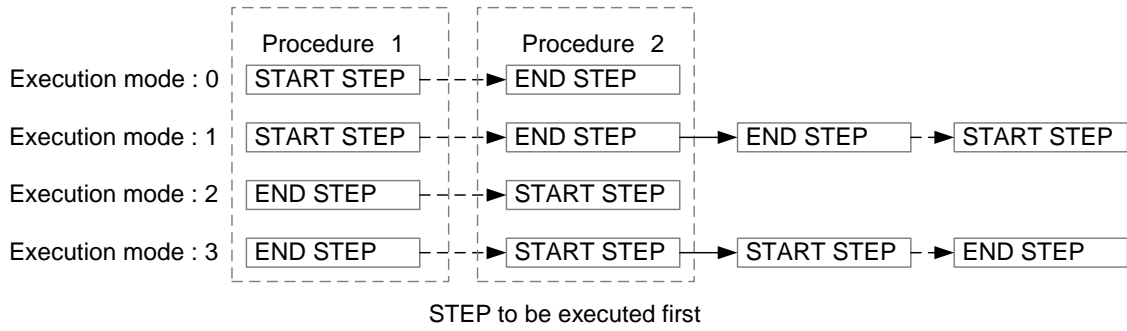 Procedure 1 Procedure 2
Execution mode : 0 START STEP END STEP
Execution mode : 1 START STEP END STEP END STEP START STEP
Execution mode : 2 END STEP START STEP
Execution mode : 3 END STEP START STEP START STEP END STEP
STEP to be executed first